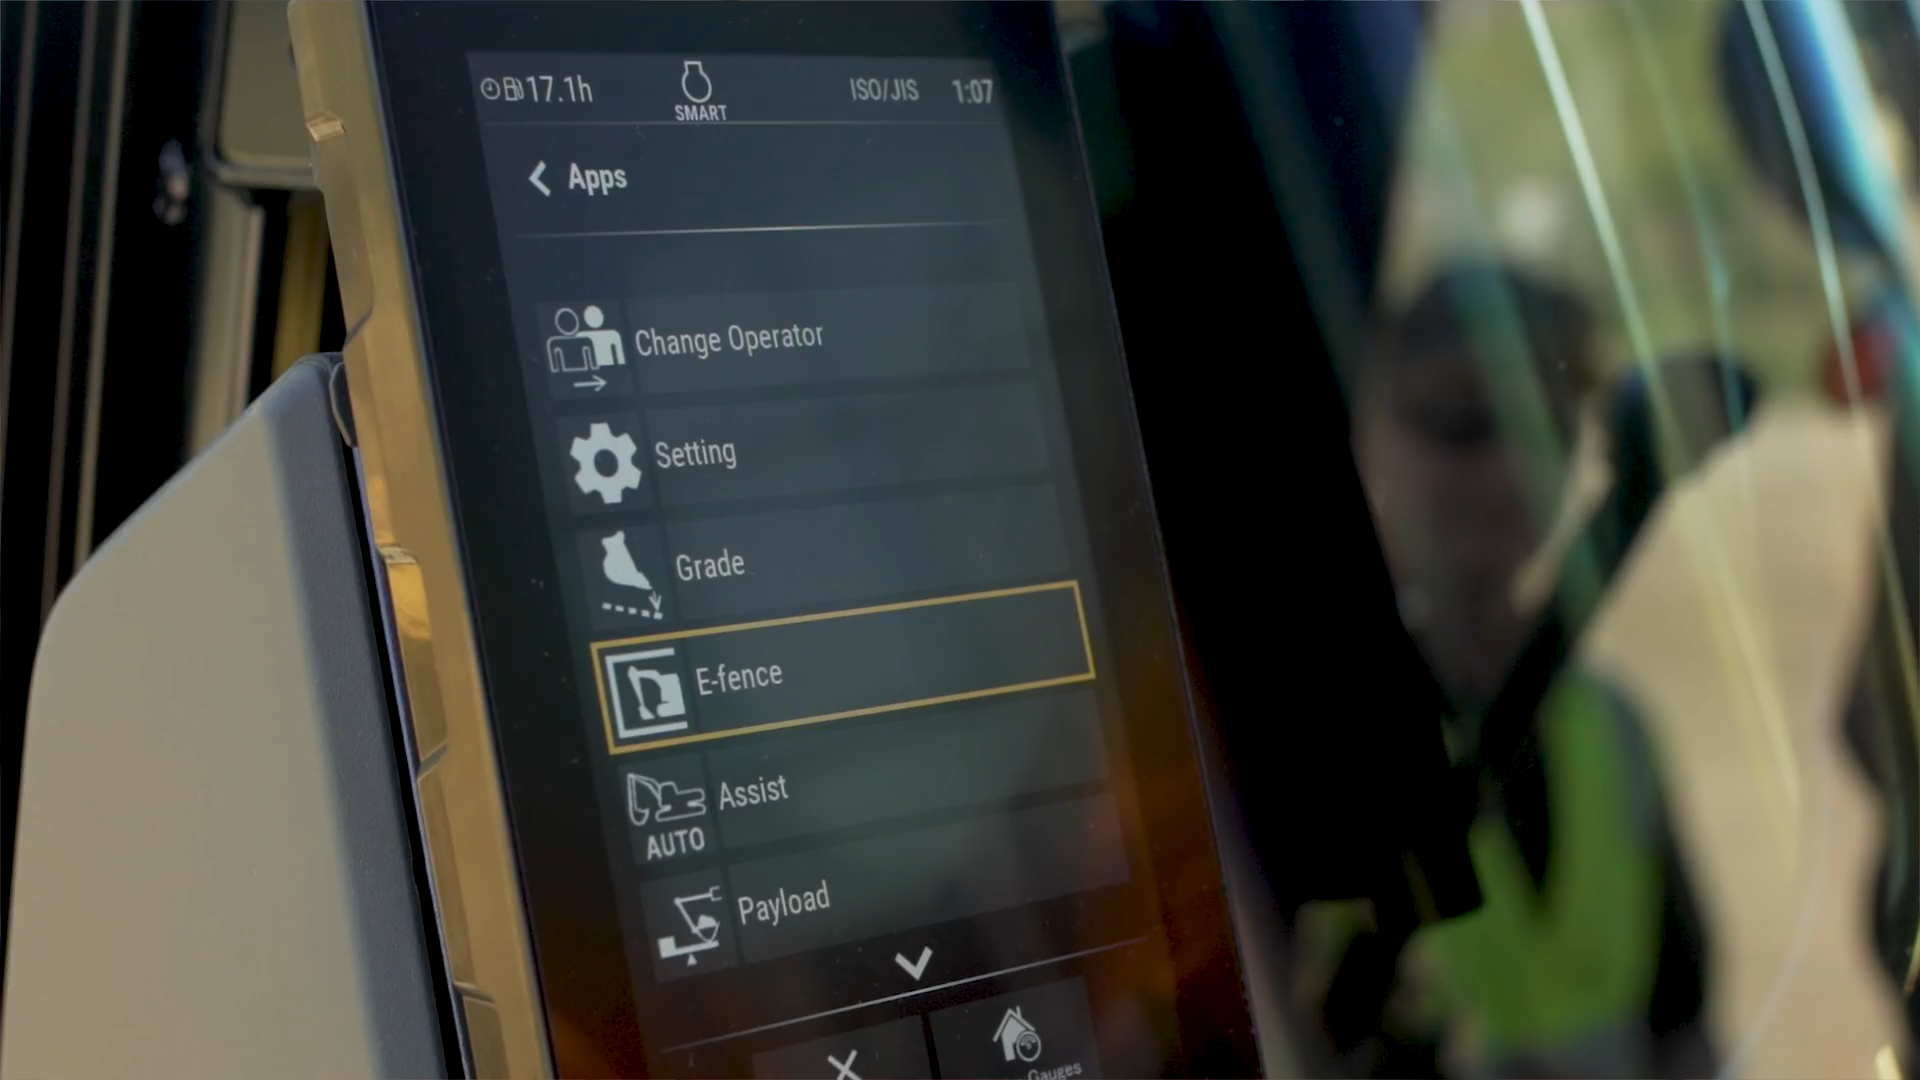 17.1h
SMART
ISO/JIS
1:07
Apps
Change Operator
Setting
Grade
E-fence
Assist
AUTO
Payload
Gauges